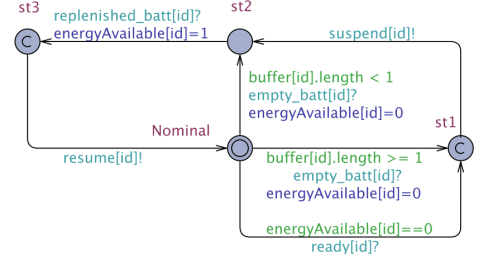 st3
st2
replenished_batt[id]?
energyAvailable[id]=1
suspend[id]!
C
buffer[id].length < 1
empty_batt[id]?
energyAvailable[id]=0
Nominal
st1
resume[id]!
buffer[id].length >= 1
C
empty_batt[id]?
energyAvailable[id]=0
energyAvailable[id]==0
ready[id]?